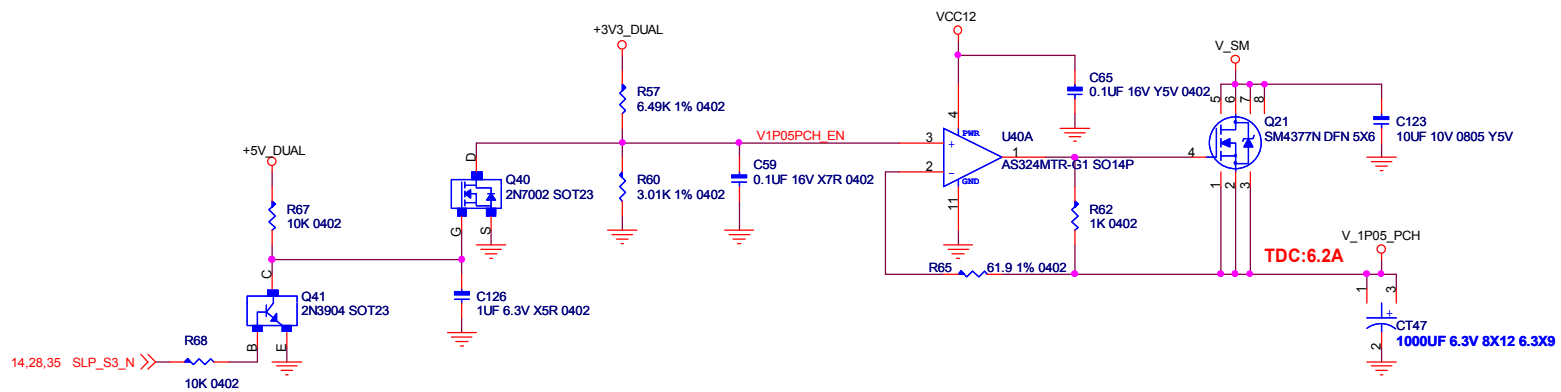 VCC12
+3V3_DUAL
V_SM
R57
6.49K 1% 0402
C65
0.1UF 16V Y5V 0402
5
6
7
8
Q21
SM4377N DFN 5X6
C123
10UF 10V 0805 Y5V
4
PWR
U40A
V1P05PCH_EN
3
+
1
AS324MTR-G1 SO14P
4
2
-
GND
11
+5V_DUAL
D
Q40
2N7002 SOT23
G
S
R60
3.01K 1% 0402
C59
0.1UF 16V X7R 0402
R67
10K 0402
R62
1K 0402
1
2
3
V_1P05_PCH
TDC:6.2A
R65
61.9 1% 0402
C
Q41
2N3904 SOT23
B
E
C126
1UF 6.3V X5R 0402
1
3
+
CT47
1000UF 6.3V 8X12 6.3X9
2
14,28,35 SLP_S3_N
R68
10K 0402